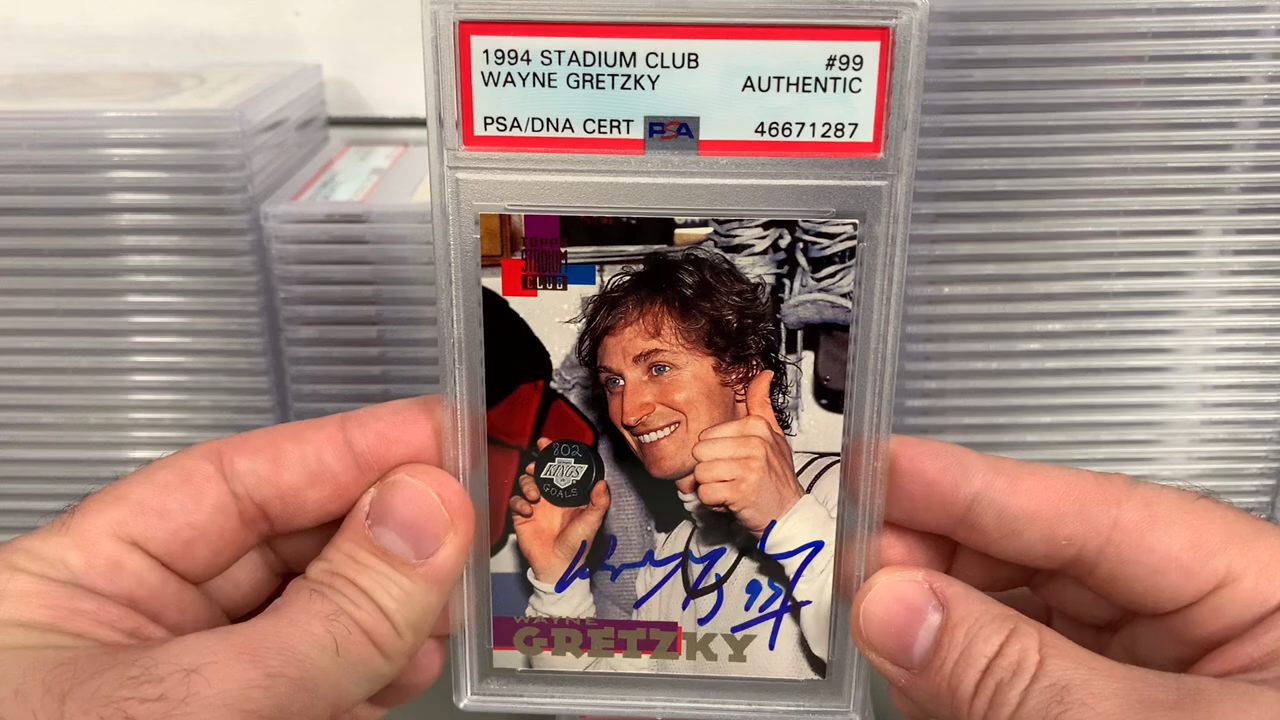 1994 STADIUM CLUB #99
WAYNE GRETZKY AUTHENTIC
PSA/DNA CERT PSA 46671287
TOPPS
STADIUM
CLUB
802
KINGS
GOALS
WAYNE
GRETZKY